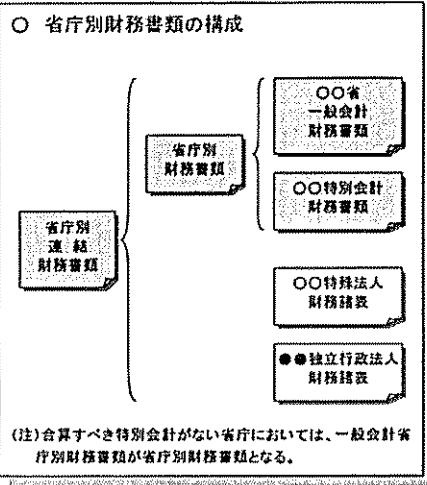 ○ 省庁別財務書類の構成
○○省
一般会計
財務書類
省庁別
財務書類
○○特別会計
財務書類
省庁別
連結
財務書類
○○特殊法人
財務諸表
●●独立行政法人
財務諸表
(注)合算すべき特別会計がない省庁においては、一般会計省
庁別財務書類が省庁別財務書類となる。